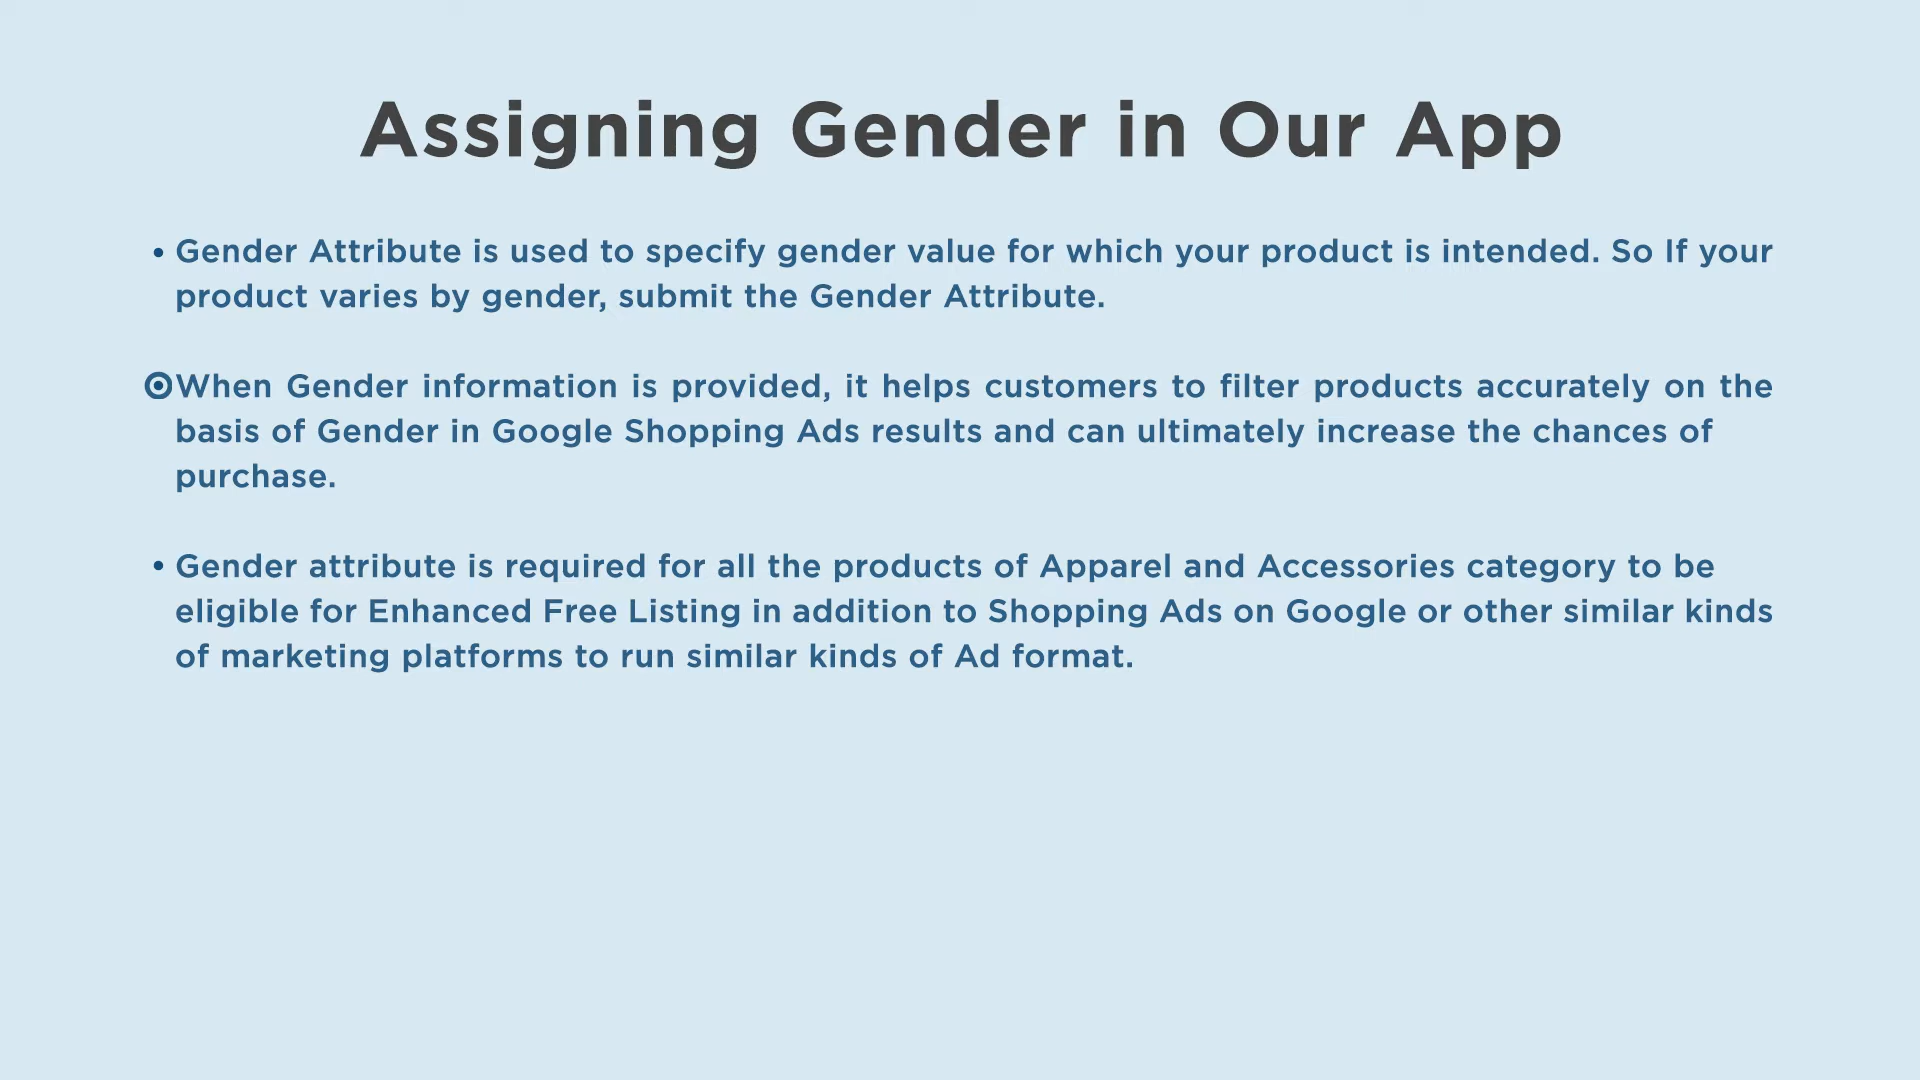 Assigning Gender in Our App
• Gender Attribute is used to specify gender value for which your product is intended. So If your
product varies by gender, submit the Gender Attribute.
• When Gender information is provided, it helps customers to filter products accurately on the
basis of Gender in Google Shopping Ads results and can ultimately increase the chances of
purchase.
• Gender attribute is required for all the products of Apparel and Accessories category to be
eligible for Enhanced Free Listing in addition to Shopping Ads on Google or other similar kinds
of marketing platforms to run similar kinds of Ad format.